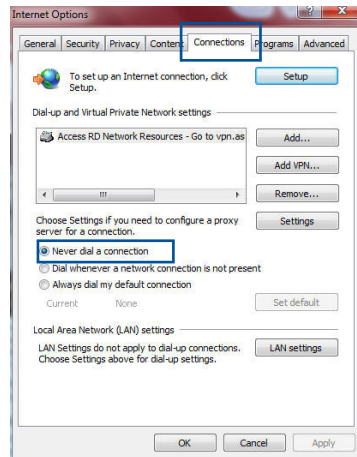 Internet Options
General Security Privacy Content Connections Programs Advanced
To set up an Internet connection, click
Setup.
Setup
Dial-up and Virtual Private Network settings
Access RD Network Resources - Go to vpn.as
Add...
Add VPN...
Remove...
Choose Settings if you need to configure a proxy
server for a connection.
Settings
Never dial a connection
Dial whenever a network connection is not present
Always dial my default connection
Current None
Set default
Local Area Network (LAN) settings
LAN Settings do not apply to dial-up connections.
Choose Settings above for dial-up settings.
LAN settings
OK Cancel Apply